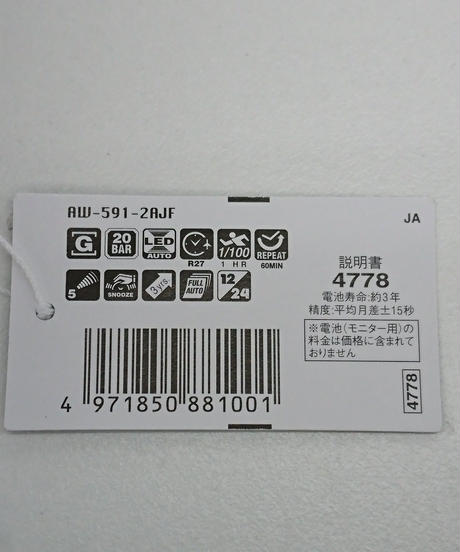 AW-591-2AJF
JA
G
20 BAR
LED AUTO
R27
1/100
1 HR
REPEAT
60MIN
5
SNOOZE
3yrs
FULL AUTO
12/24
説明書
4778
電池寿命:約3年
精度:平均月差±15秒
※電池(モニター用)の
料金は価格に含まれて
おりません
4778
4 971850 881001